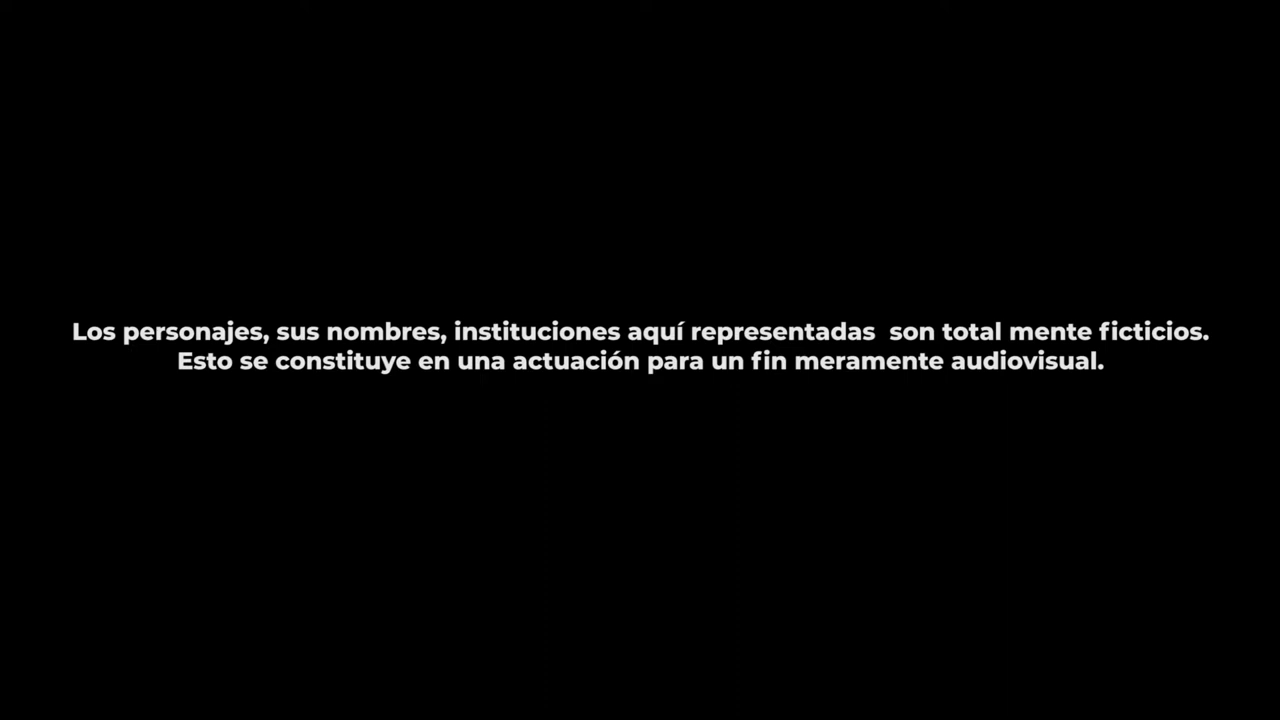 Los personajes, sus nombres, instituciones aquí representadas  son total mente ficticios.
Esto se constituye en una actuación para un fin meramente audiovisual.